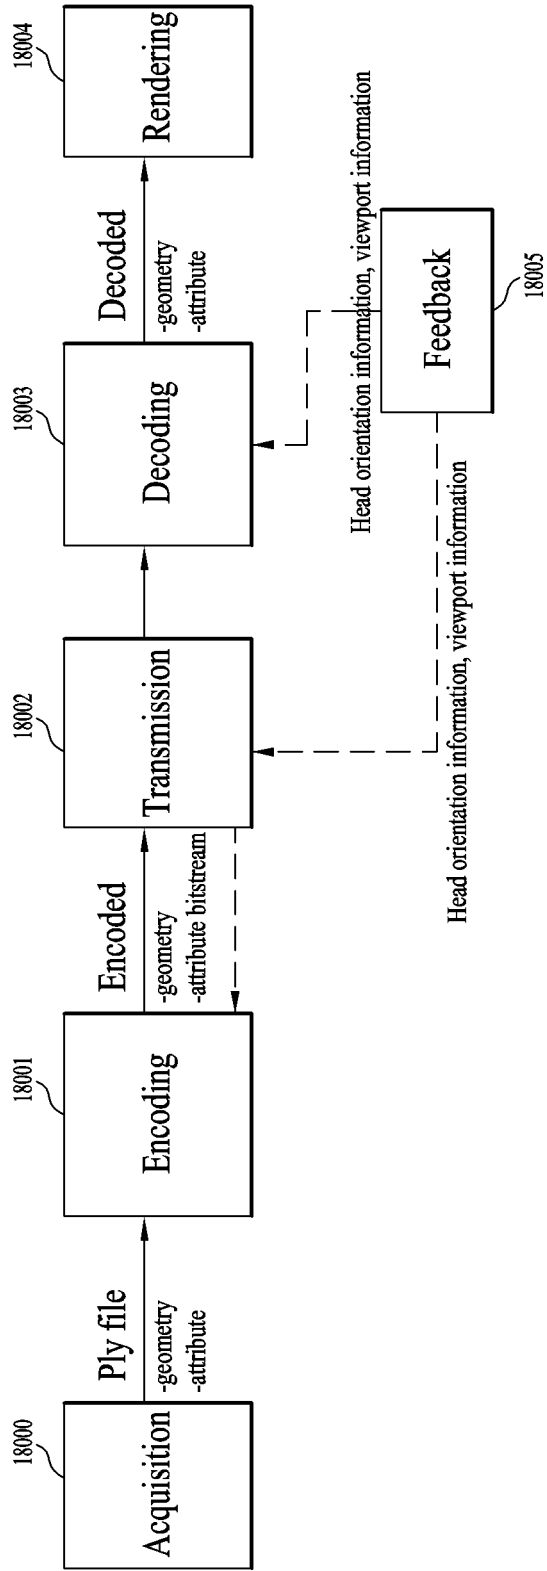 18000
Acquisition
Ply file
-geometry
-attribute
18001
Encoding
Encoded
-geometry
-attribute bitstream
18002
Transmission
18003
Decoding
Decoded
-geometry
-attribute
18004
Rendering
Head orientation information, viewport information
Feedback
18005
Head orientation information, viewport information